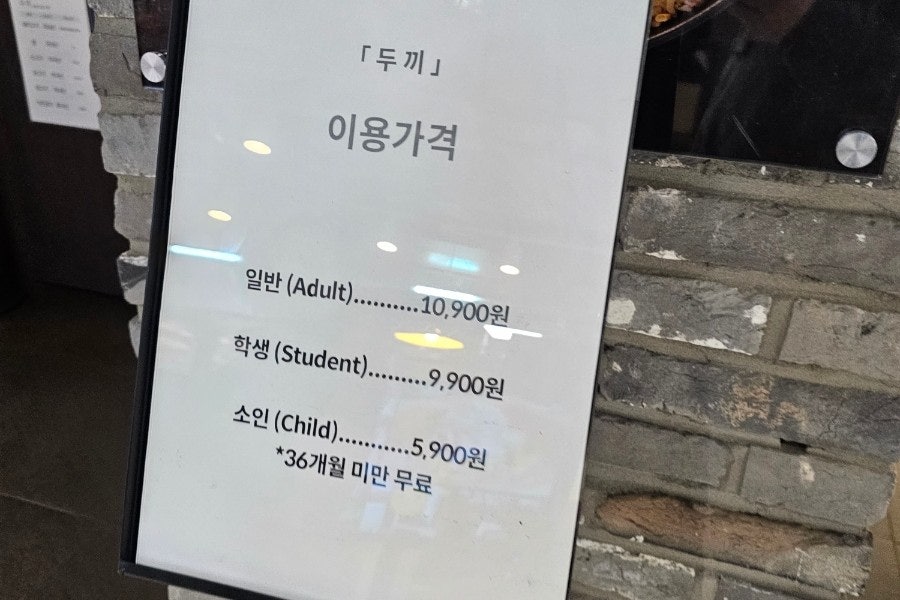 「두끼」
이용가격
일반 (Adult)..........10,900원
학생 (Student).........9,900원
소인 (Child)...........5,900원
*36개월 미만 무료